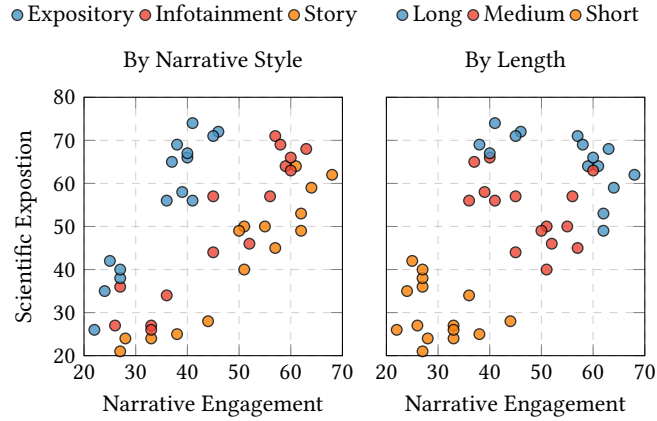 Expository Infotainment Story
Long Medium Short
By Narrative Style
By Length
Scientific Expostion
80
70
60
50
40
30
20
20 30 40 50 60 70
20 30 40 50 60 70
Narrative Engagement
Narrative Engagement